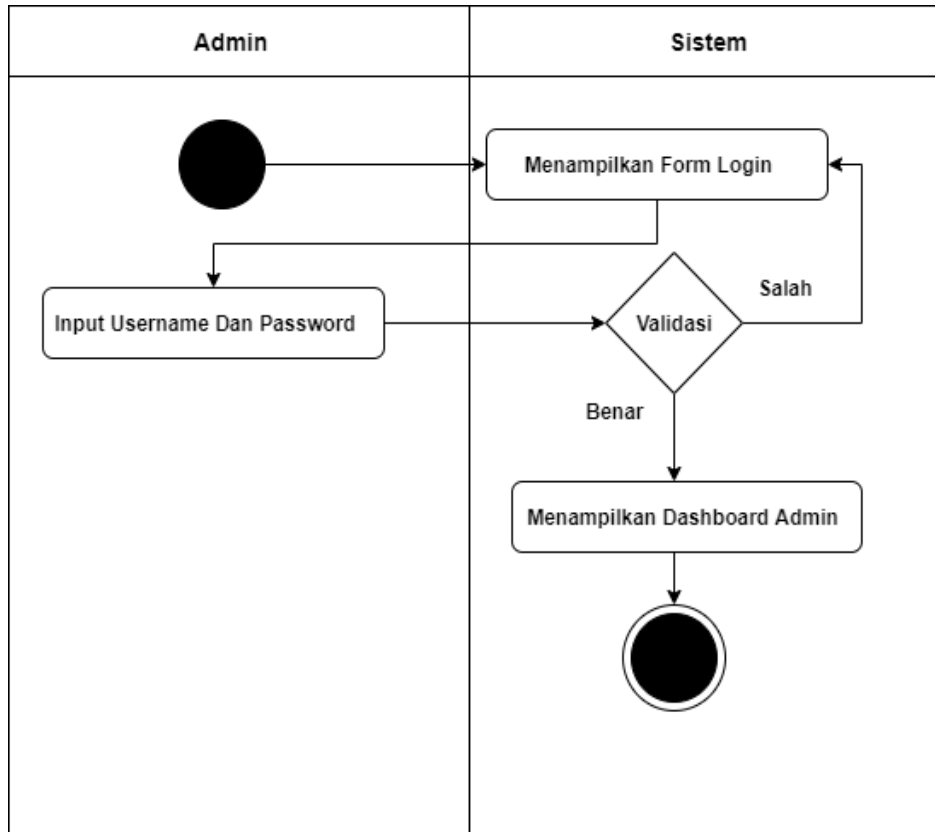 Admin
Sistem
Menampilkan Form Login
Input Username Dan Password
Validasi
Salah
Benar
Menampilkan Dashboard Admin